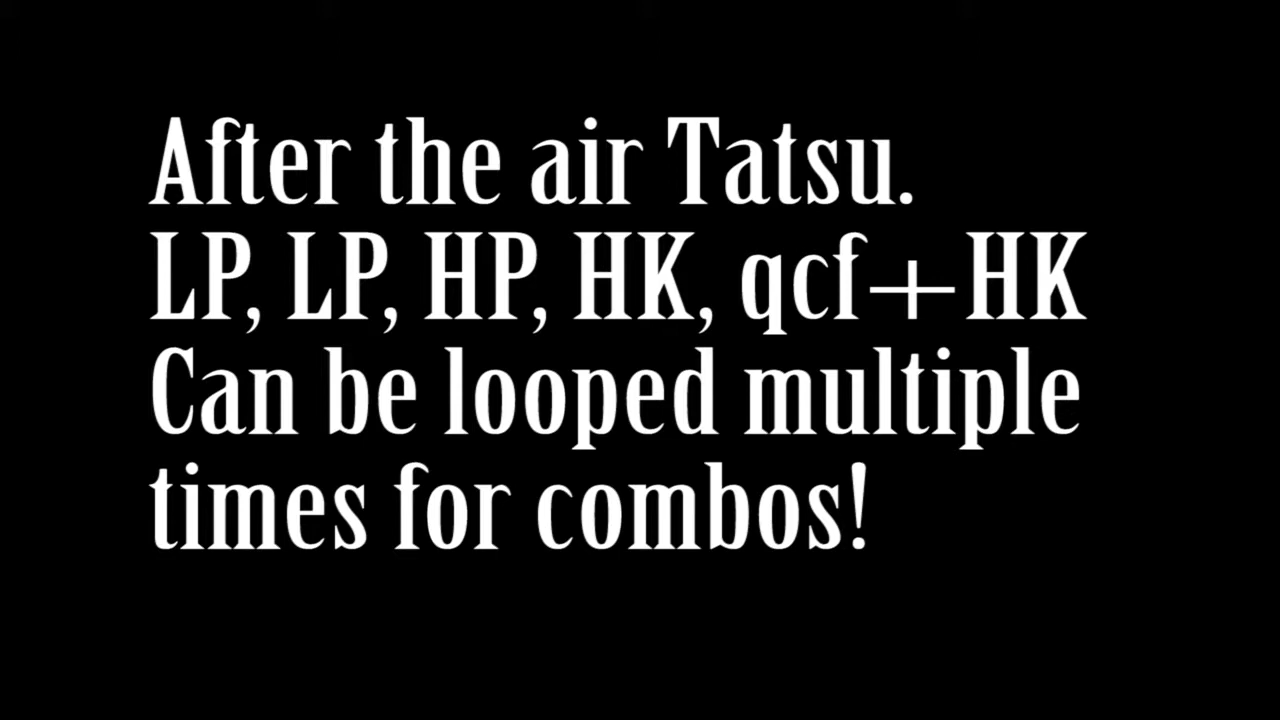 After the air Tatsu.
LP, LP, HP, HK, qcf+HK
Can be looped multiple
times for combos!